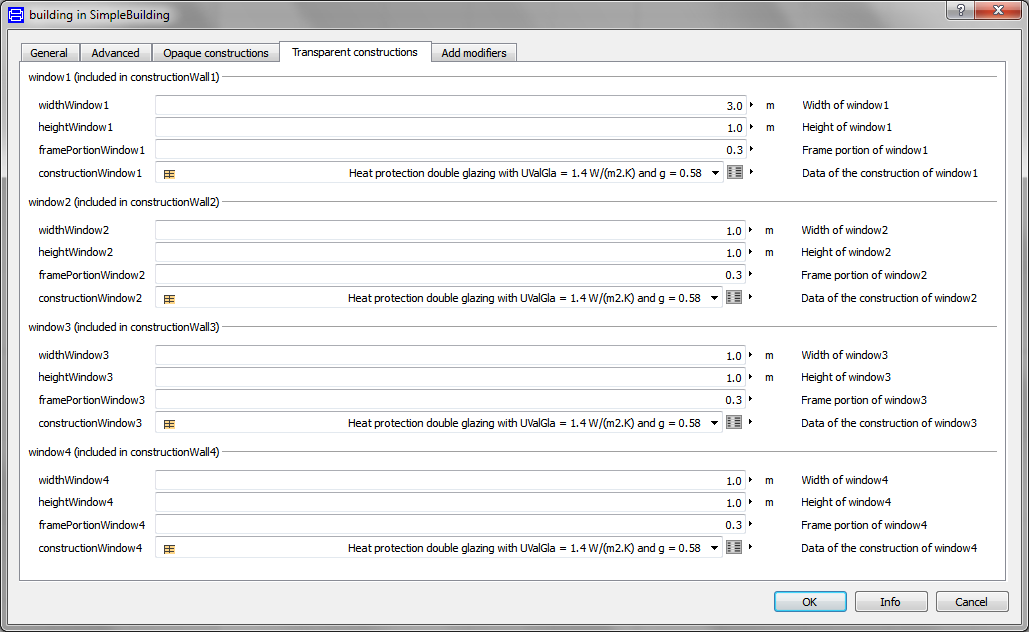 building in SimpleBuilding
?
General Advanced Opaque constructions Transparent constructions Add modifiers
window1 (included in constructionWall1)
widthWindow1 3.0 m Width of window1
heightWindow1 1.0 m Height of window1
framePortionWindow1 0.3 Frame portion of window1
constructionWindow1 Heat protection double glazing with UValGla = 1.4 W/(m2.K) and g = 0.58 Data of the construction of window1
window2 (included in constructionWall2)
widthWindow2 1.0 m Width of window2
heightWindow2 1.0 m Height of window2
framePortionWindow2 0.3 Frame portion of window2
constructionWindow2 Heat protection double glazing with UValGla = 1.4 W/(m2.K) and g = 0.58 Data of the construction of window2
window3 (included in constructionWall3)
widthWindow3 1.0 m Width of window3
heightWindow3 1.0 m Height of window3
framePortionWindow3 0.3 Frame portion of window3
constructionWindow3 Heat protection double glazing with UValGla = 1.4 W/(m2.K) and g = 0.58 Data of the construction of window3
window4 (included in constructionWall4)
widthWindow4 1.0 m Width of window4
heightWindow4 1.0 m Height of window4
framePortionWindow4 0.3 Frame portion of window4
constructionWindow4 Heat protection double glazing with UValGla = 1.4 W/(m2.K) and g = 0.58 Data of the construction of window4
OK Info Cancel